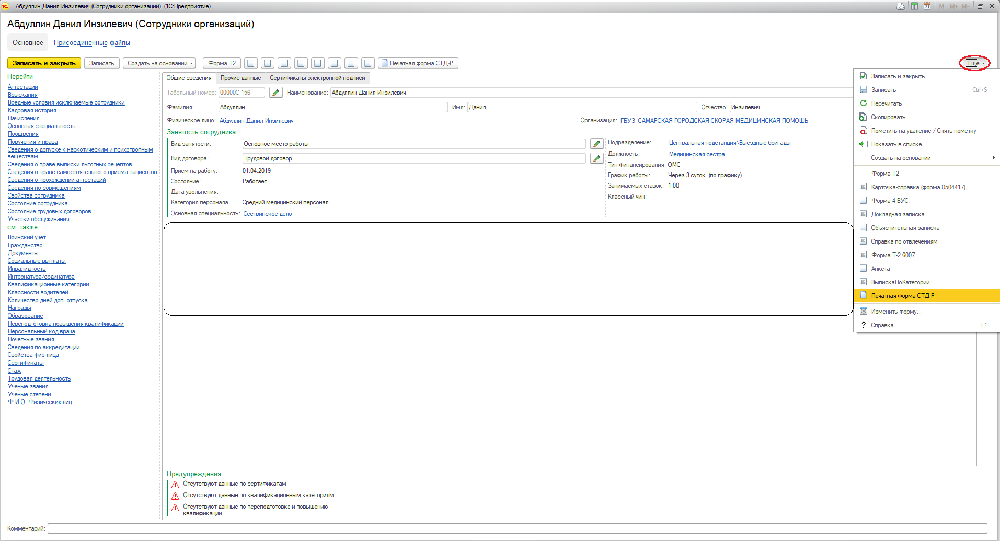 Абдуллин Данил Инзилевич (Сотрудники организаций) (1С:Предприятие)
M M+ M-
Абдуллин Данил Инзилевич (Сотрудники организаций)
Основное Присоединенные файлы
Записать и закрыть Записать Создать на основании Форма Т2 Печатная форма СТД-Р Еще
Перейти
Аттестации
Взыскания
Вредные условия исключаемые сотрудники
Кадровая история
Начисления
Основная специальность
Поощрения
Поручения и права
Сведения о допуске к наркотическим и психотропным
веществам
Сведения о праве выписки льготных рецептов
Сведения о праве самостоятельного приема пациентов
Сведения о прохождении аттестаций
Сведения по совмещениям
Свойства сотрудника
Состояние сотрудника
Состояние трудовых договоров
Участки обслуживания
см. также
Воинский учет
Гражданство
Документы
Социальные выплаты
Инвалидность
Интернатура/ординатура
Квалификационные категории
Классности водителей
Количество дней доп. отпуска
Награды
Образование
Переподготовка повышения квалификации
Персональный код врача
Почетные звания
Сведения по аккредитации
Свойства физ лица
Сертификаты
Стаж
Трудовая деятельность
Ученые звания
Ученые степени
Ф.И.О. Физических лиц
Общие сведения Прочие данные Сертификаты электронной подписи
Табельный номер: 00000С 156 Наименование: Абдуллин Данил Инзилевич
Фамилия: Абдуллин Имя: Данил Отчество: Инзилевич
Физическое лицо: Абдуллин Данил Инзилевич Организация: ГБУЗ САМАРСКАЯ ГОРОДСКАЯ СКОРАЯ МЕДИЦИНСКАЯ ПОМОЩЬ
Занятость сотрудника
Вид занятости: Основное место работы
Вид договора: Трудовой договор
Прием на работу: 01.04.2019
Состояние: Работает
Дата увольнения: -
Категория персонала: Средний медицинский персонал
Основная специальность: Сестринское дело
Подразделение: Центральная подстанция\Выездные бригады
Должность: Медицинская сестра
Тип финансирования: ОМС
График работы: Через 3 суток (по графику)
Занимаемых ставок: 1,00
Классный чин:
Записать и закрыть
Записать Ctrl+S
Перечитать
Скопировать
Пометить на удаление / Снять пометку
Показать в списке
Создать на основании
Форма Т2
Карточка-справка (форма 0504417)
Форма 4 ВУС
Докладная записка
Объяснительная записка
Справка по отвлечениям
Форма Т-2 6007
Анкета
ВыпискаПоКатегории
Печатная форма СТД-Р
Изменить форму...
Справка F1
Предупреждения
Отсутствуют данные по сертификатам
Отсутствуют данные по квалификационным категориям
Отсутствуют данные по переподготовке и повышению
квалификации
Комментарий: